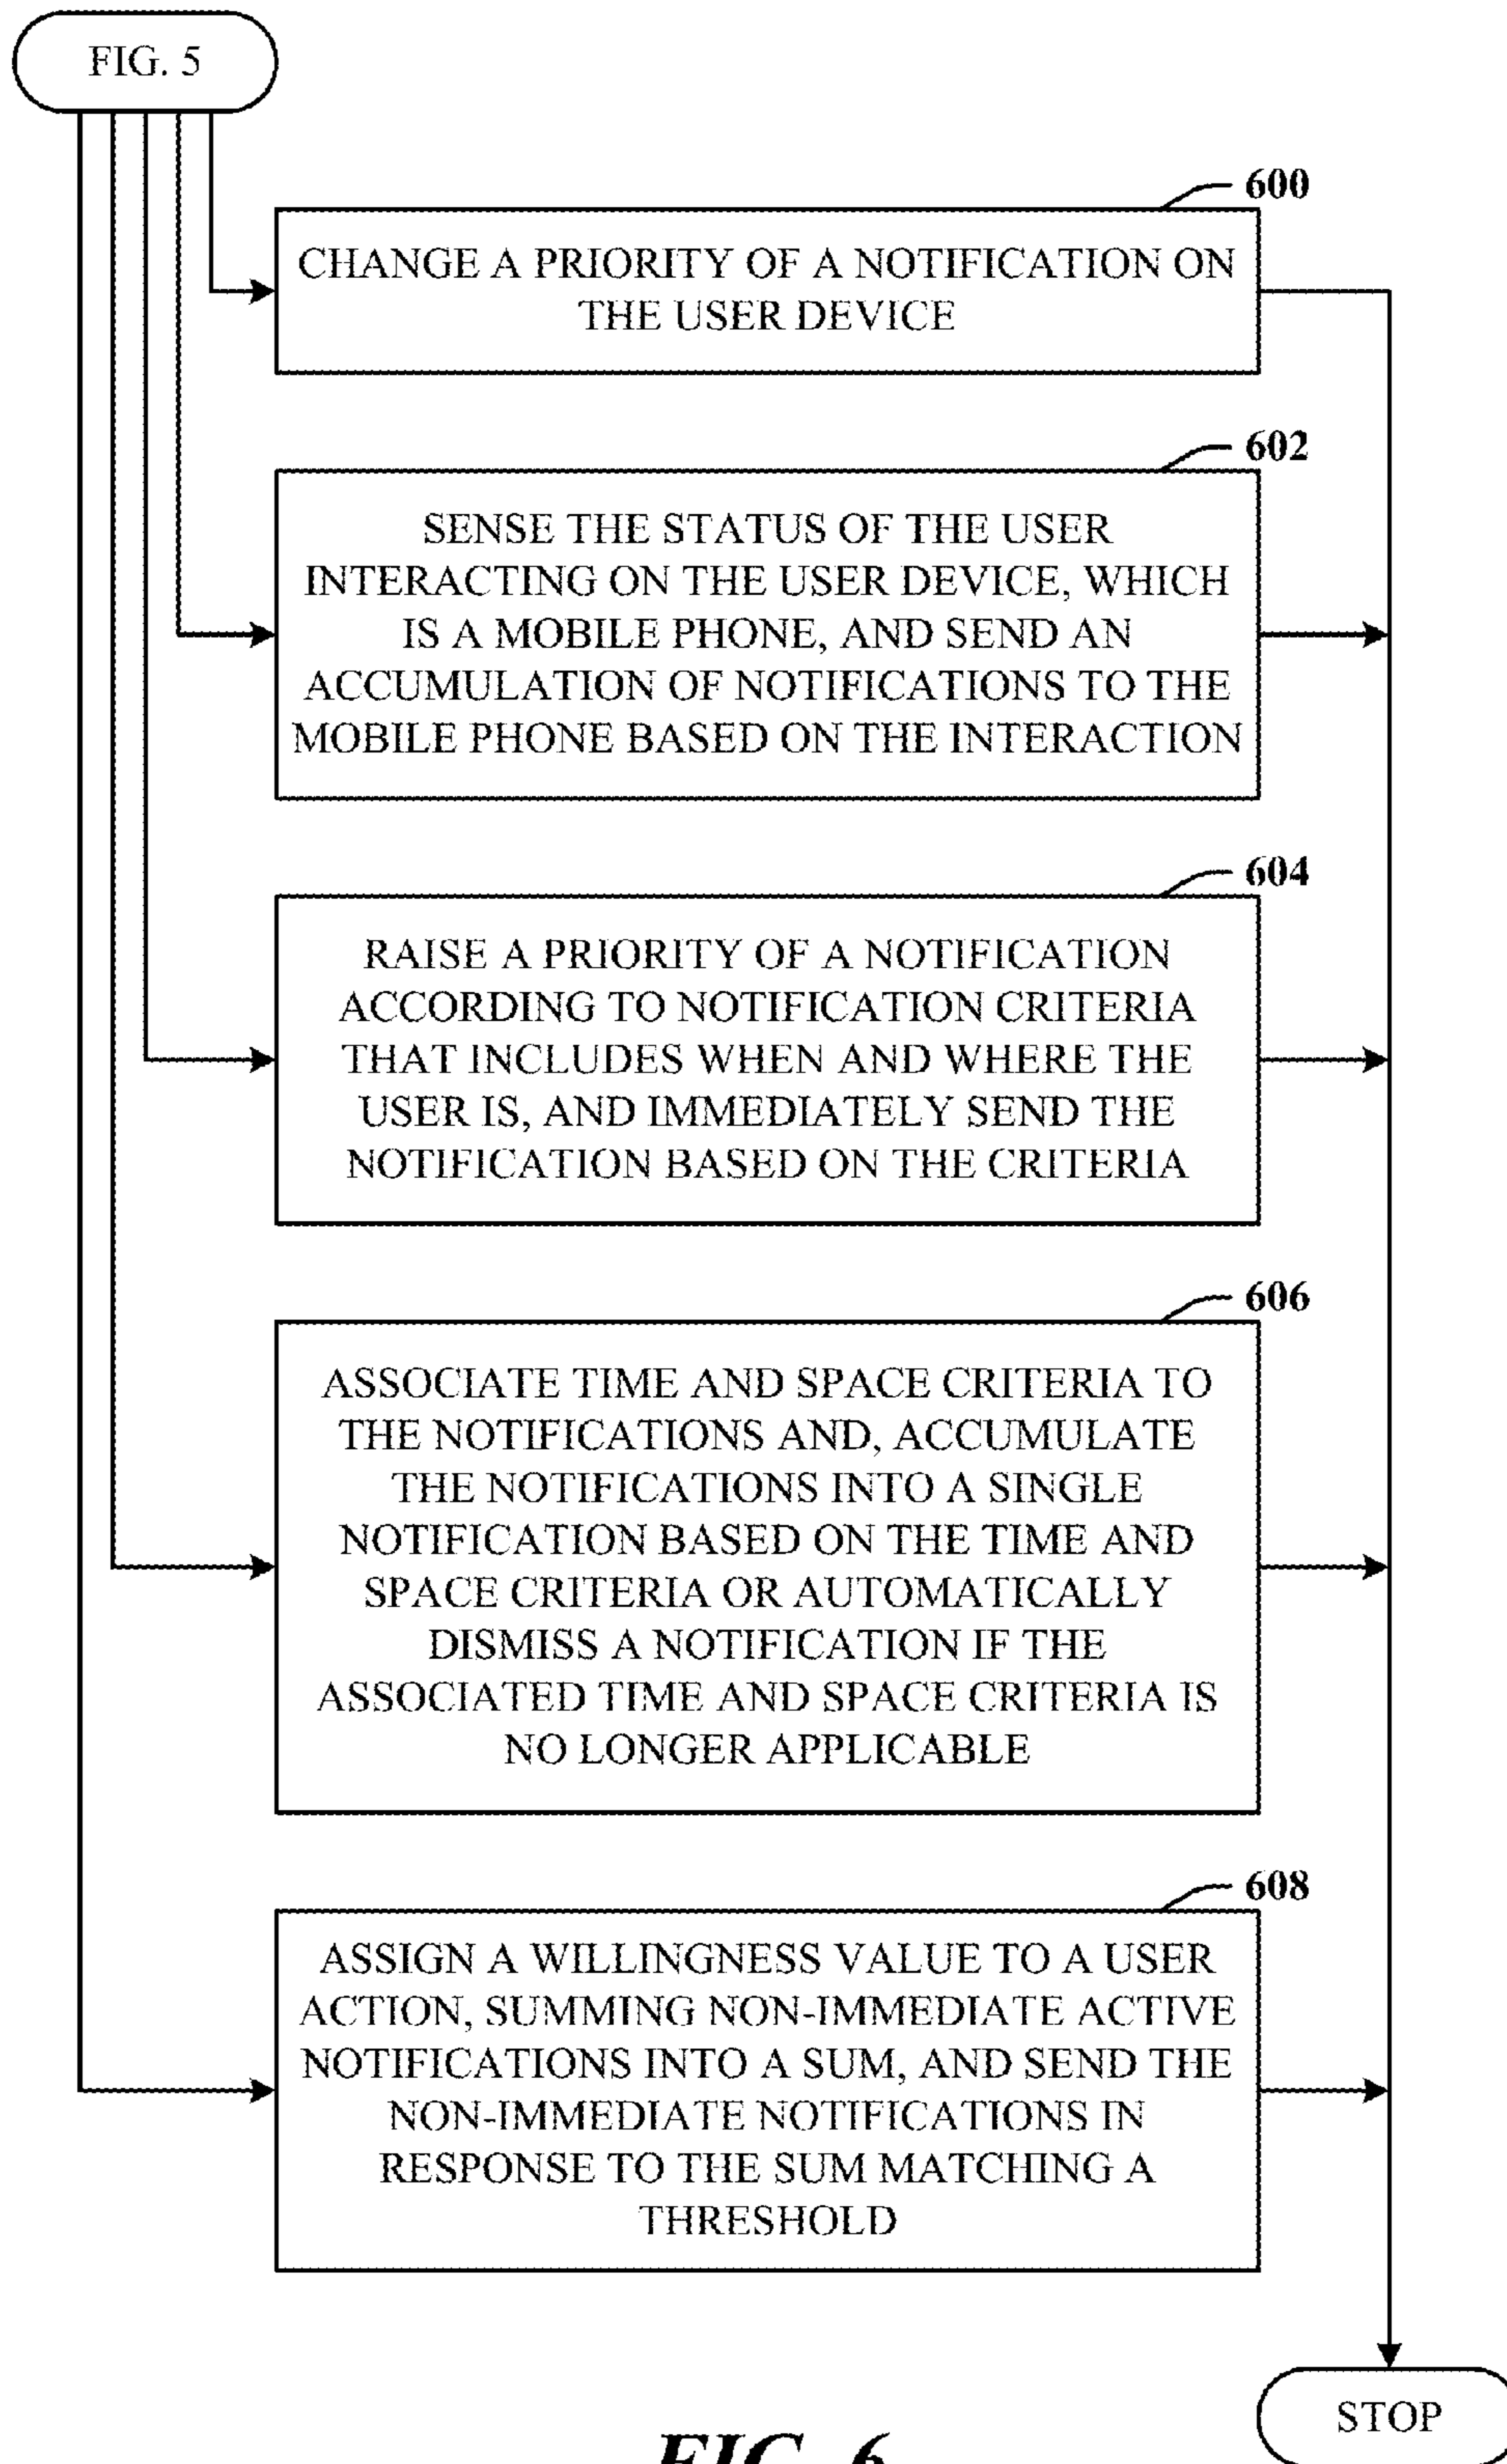 FIG. 5
600
CHANGE A PRIORITY OF A NOTIFICATION ON
THE USER DEVICE
602
SENSE THE STATUS OF THE USER
INTERACTING ON THE USER DEVICE, WHICH
IS A MOBILE PHONE, AND SEND AN
ACCUMULATION OF NOTIFICATIONS TO THE
MOBILE PHONE BASED ON THE INTERACTION
604
RAISE A PRIORITY OF A NOTIFICATION
ACCORDING TO NOTIFICATION CRITERIA
THAT INCLUDES WHEN AND WHERE THE
USER IS, AND IMMEDIATELY SEND THE
NOTIFICATION BASED ON THE CRITERIA
606
ASSOCIATE TIME AND SPACE CRITERIA TO
THE NOTIFICATIONS AND, ACCUMULATE
THE NOTIFICATIONS INTO A SINGLE
NOTIFICATION BASED ON THE TIME AND
SPACE CRITERIA OR AUTOMATICALLY
DISMISS A NOTIFICATION IF THE
ASSOCIATED TIME AND SPACE CRITERIA IS
NO LONGER APPLICABLE
608
ASSIGN A WILLINGNESS VALUE TO A USER
ACTION, SUMMING NON-IMMEDIATE ACTIVE
NOTIFICATIONS INTO A SUM, AND SEND THE
NON-IMMEDIATE NOTIFICATIONS IN
RESPONSE TO THE SUM MATCHING A
THRESHOLD
STOP
FIG. 6